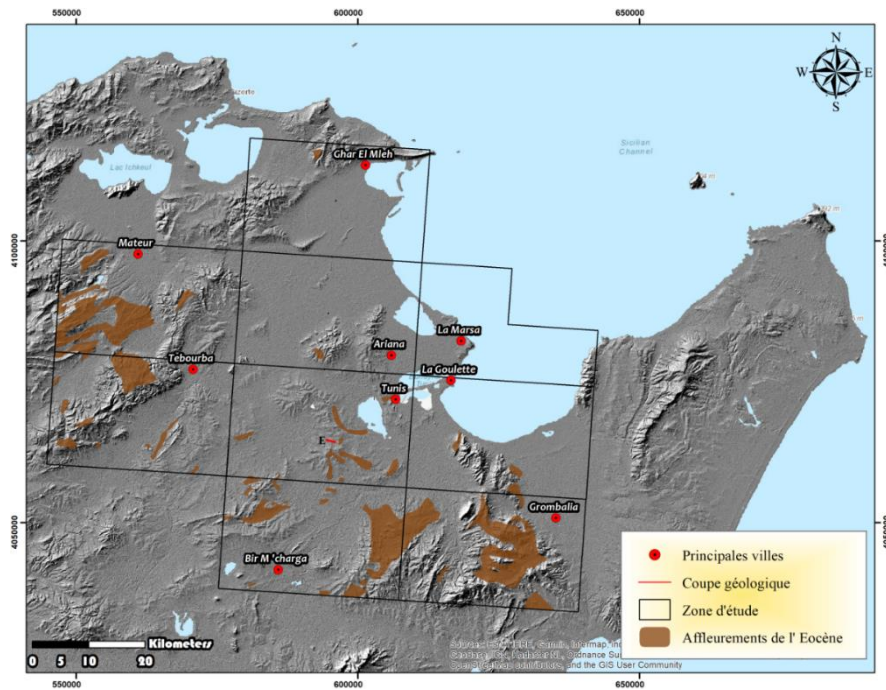 550000 600000 650000
N
W E
S
Sicilian
Channel
Ghar El Mleh
Lac Ichkeul
Mateur
4100000
La Marsa
Ariana
Tebourba
La Goulette
Tunis
E
Gromballa
4050000
Bir M'charga
Principales villes
Coupe géologique
Zone d'étude
Affleurements de l' Eocène
Kilometers
0 5 10 20
and the GIS User Community
550000 600000 650000